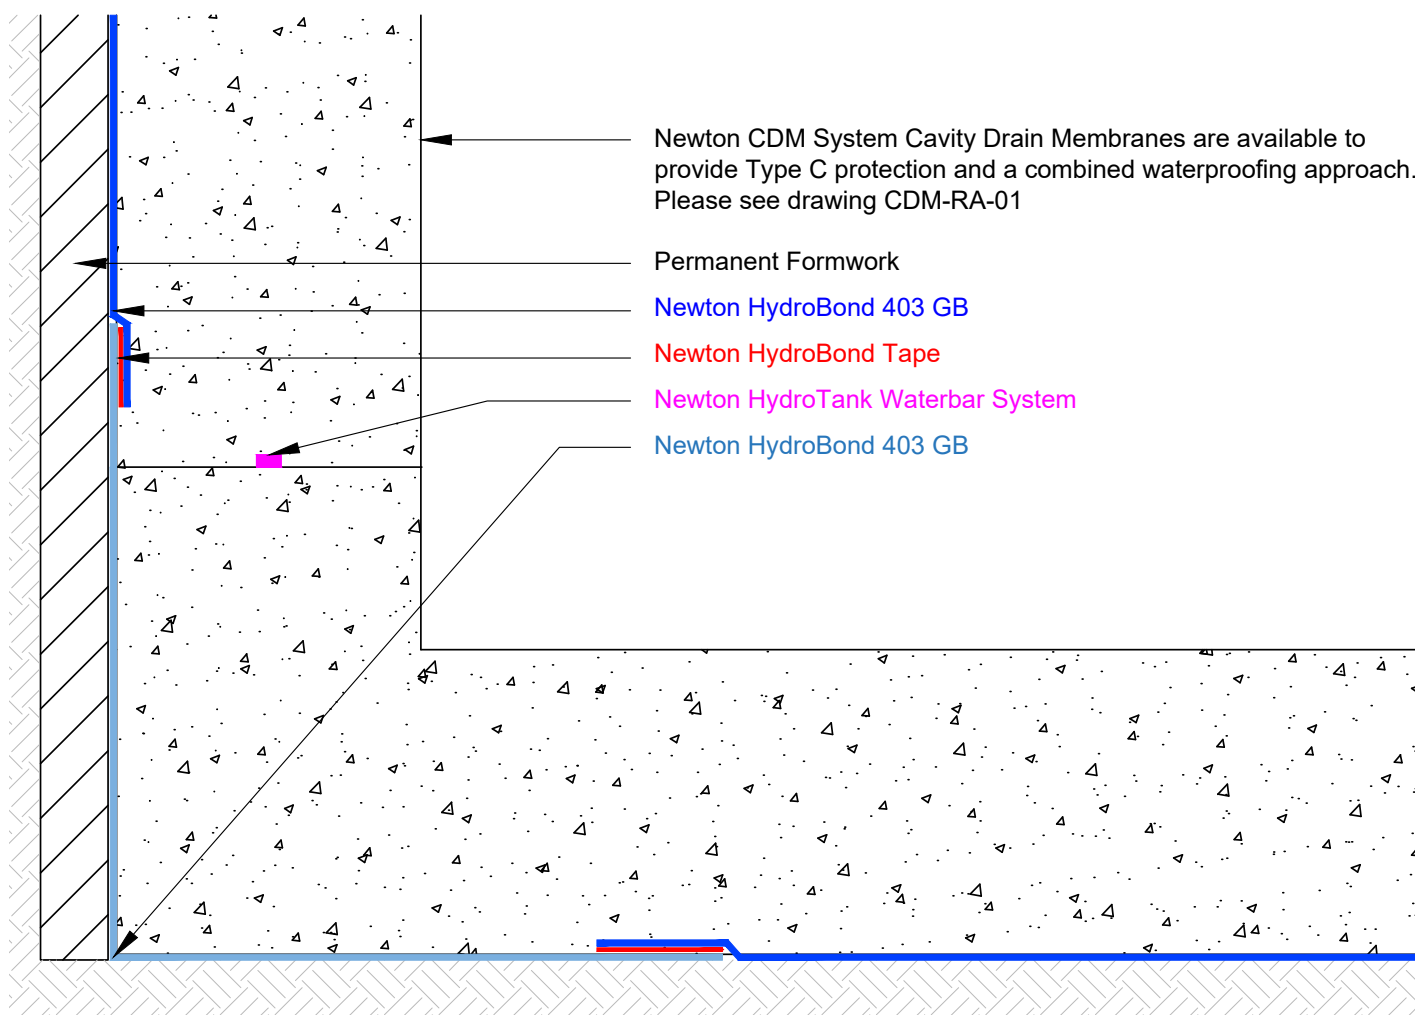 Newton CDM System Cavity Drain Membranes are available to
provide Type C protection and a combined waterproofing approach.
Please see drawing CDM-RA-01
Permanent Formwork
Newton HydroBond 403 GB
Newton HydroBond Tape
Newton HydroTank Waterbar System
Newton HydroBond 403 GB